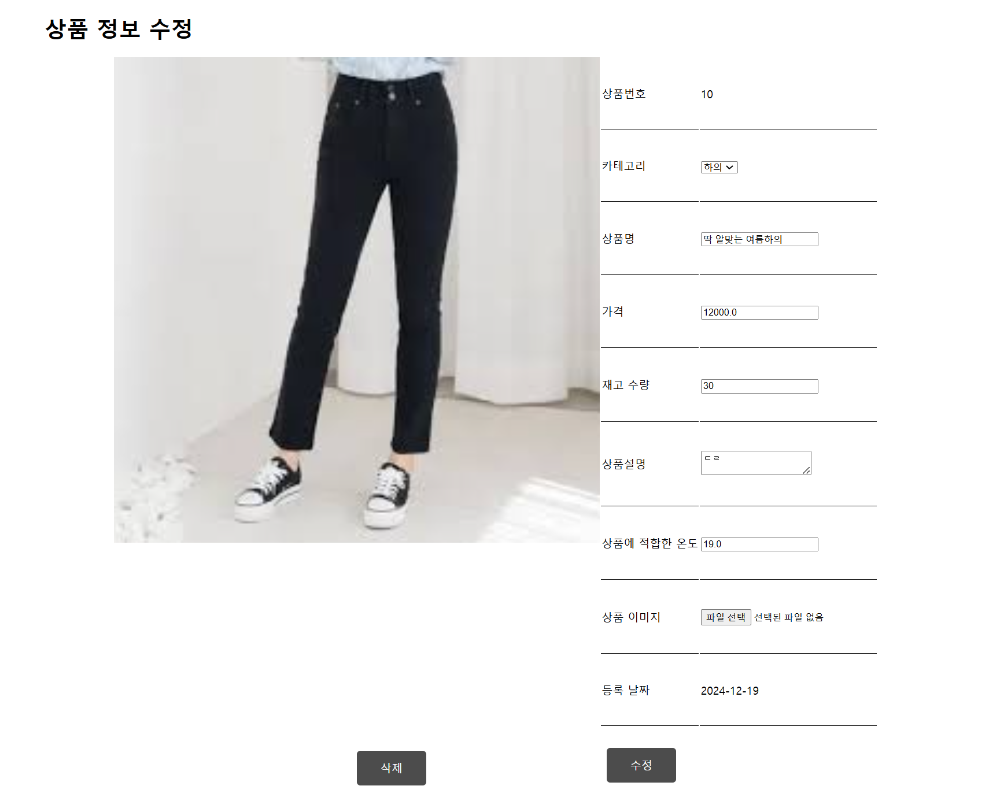 상품 정보 수정
상품번호 10
카테고리 하의
상품명 딱 알맞는 여름하의
가격 12000.0
재고 수량 30
상품설명 ㄷㄹ
상품에 적합한 온도 19.0
상품 이미지 파일 선택 선택된 파일 없음
등록 날짜 2024-12-19
삭제 수정